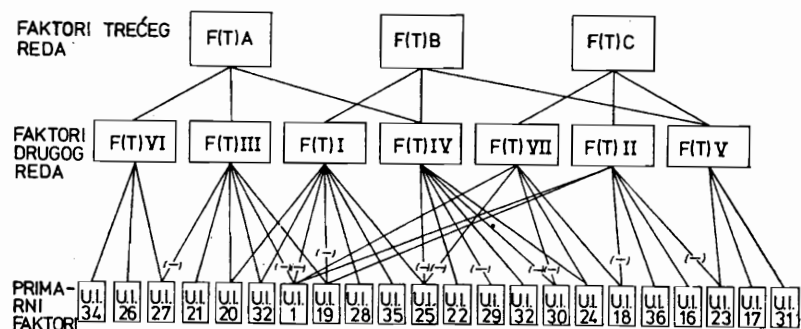 FAKTORI TREĆEG
REDA
F(T)A
F(T)B
F(T)C
FAKTORI
DRUGOG
REDA
F(T)VI
F(T)III
F(T)I
F(T)IV
F(T)VII
F(T)II
F(T)V
(—)
(—)(—)
(—)
(—)(—)
(—)
(—)(—)
(—)
(—)
PRIMA-
RNI
FAKTORI
U.I. 34
U.I. 26
U.I. 27
U.I. 21
U.I. 20
U.I. 32
U.I. 1
U.I. 19
U.I. 28
U.I. 35
U.I. 25
U.I. 22
U.I. 29
U.I. 32
U.I. 30
U.I. 24
U.I. 18
U.I. 36
U.I. 16
U.I. 23
U.I. 17
U.I. 31